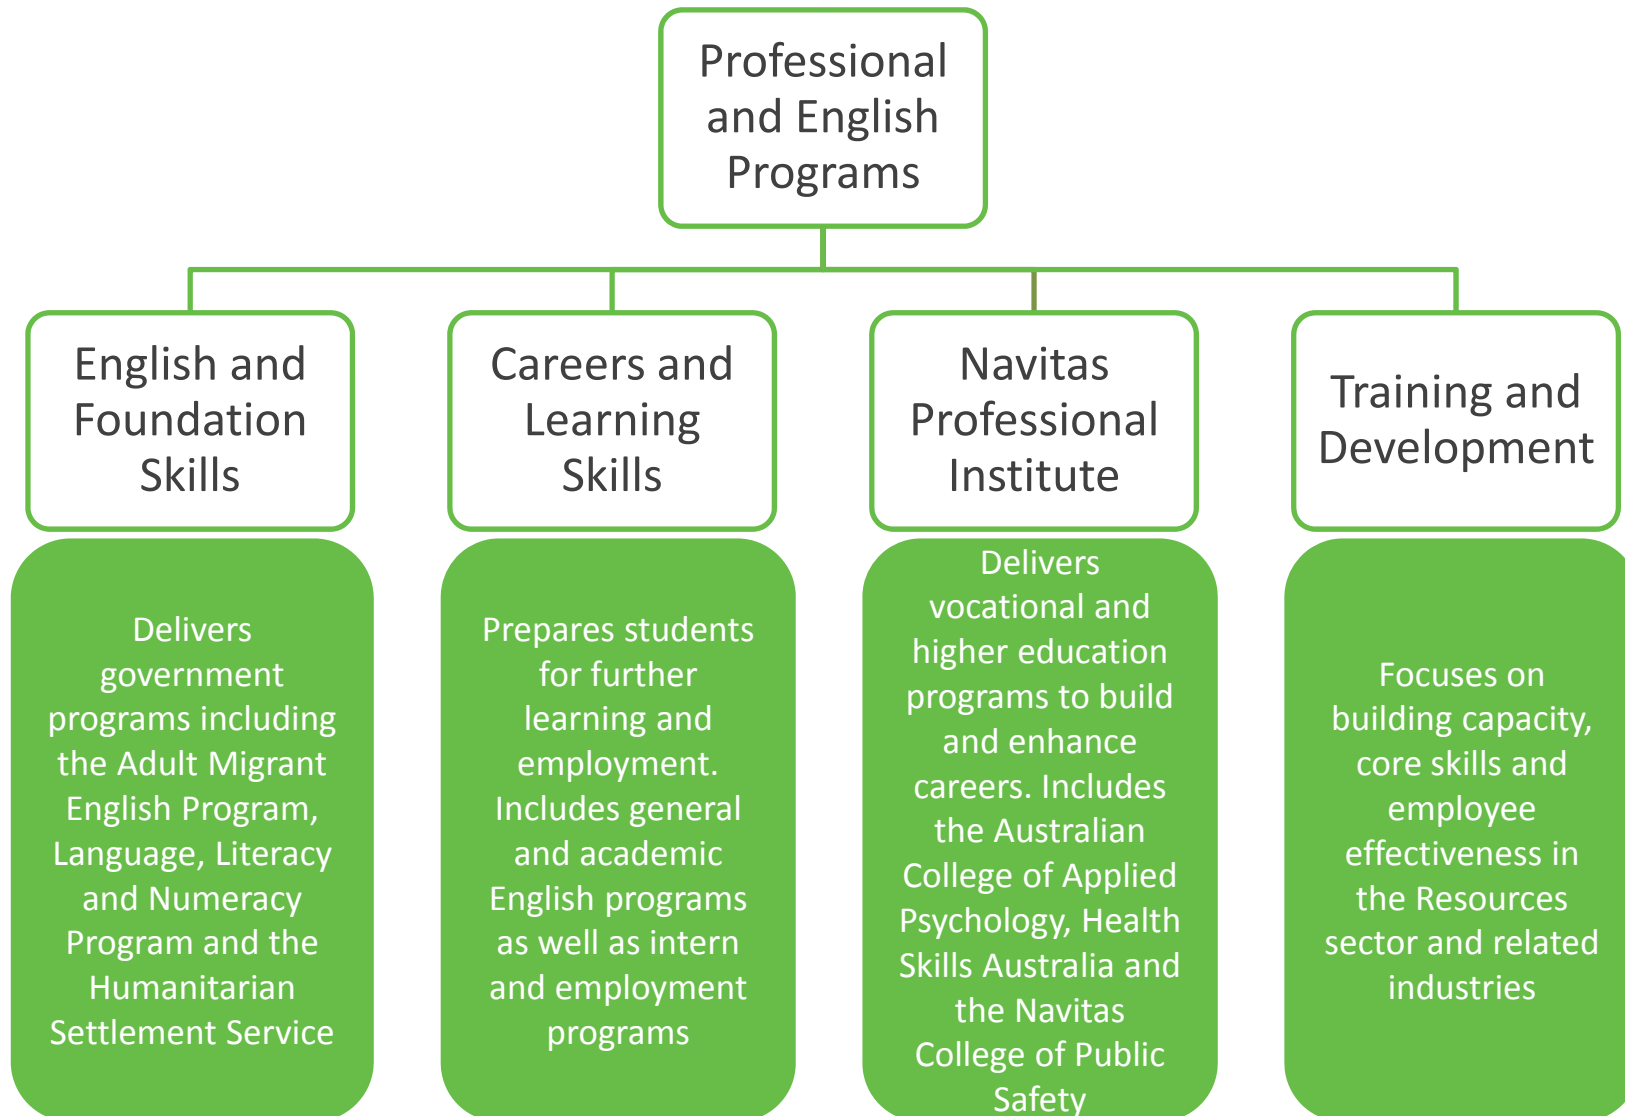 Professional
and English
Programs
English and
Foundation
Skills
Delivers
government
programs including
the Adult Migrant
English Program,
Language, Literacy
and Numeracy
Program and the
Humanitarian
Settlement Service
Careers and
Learning
Skills
Prepares students
for further
learning and
employment.
Includes general
and academic
English programs
as well as intern
and employment
programs
Navitas
Professional
Institute
Delivers
vocational and
higher education
programs to build
and enhance
careers. Includes
the Australian
College of Applied
Psychology, Health
Skills Australia and
the Navitas
College of Public
Safety
Training and
Development
Focuses on
building capacity,
core skills and
employee
effectiveness in
the Resources
sector and related
industries